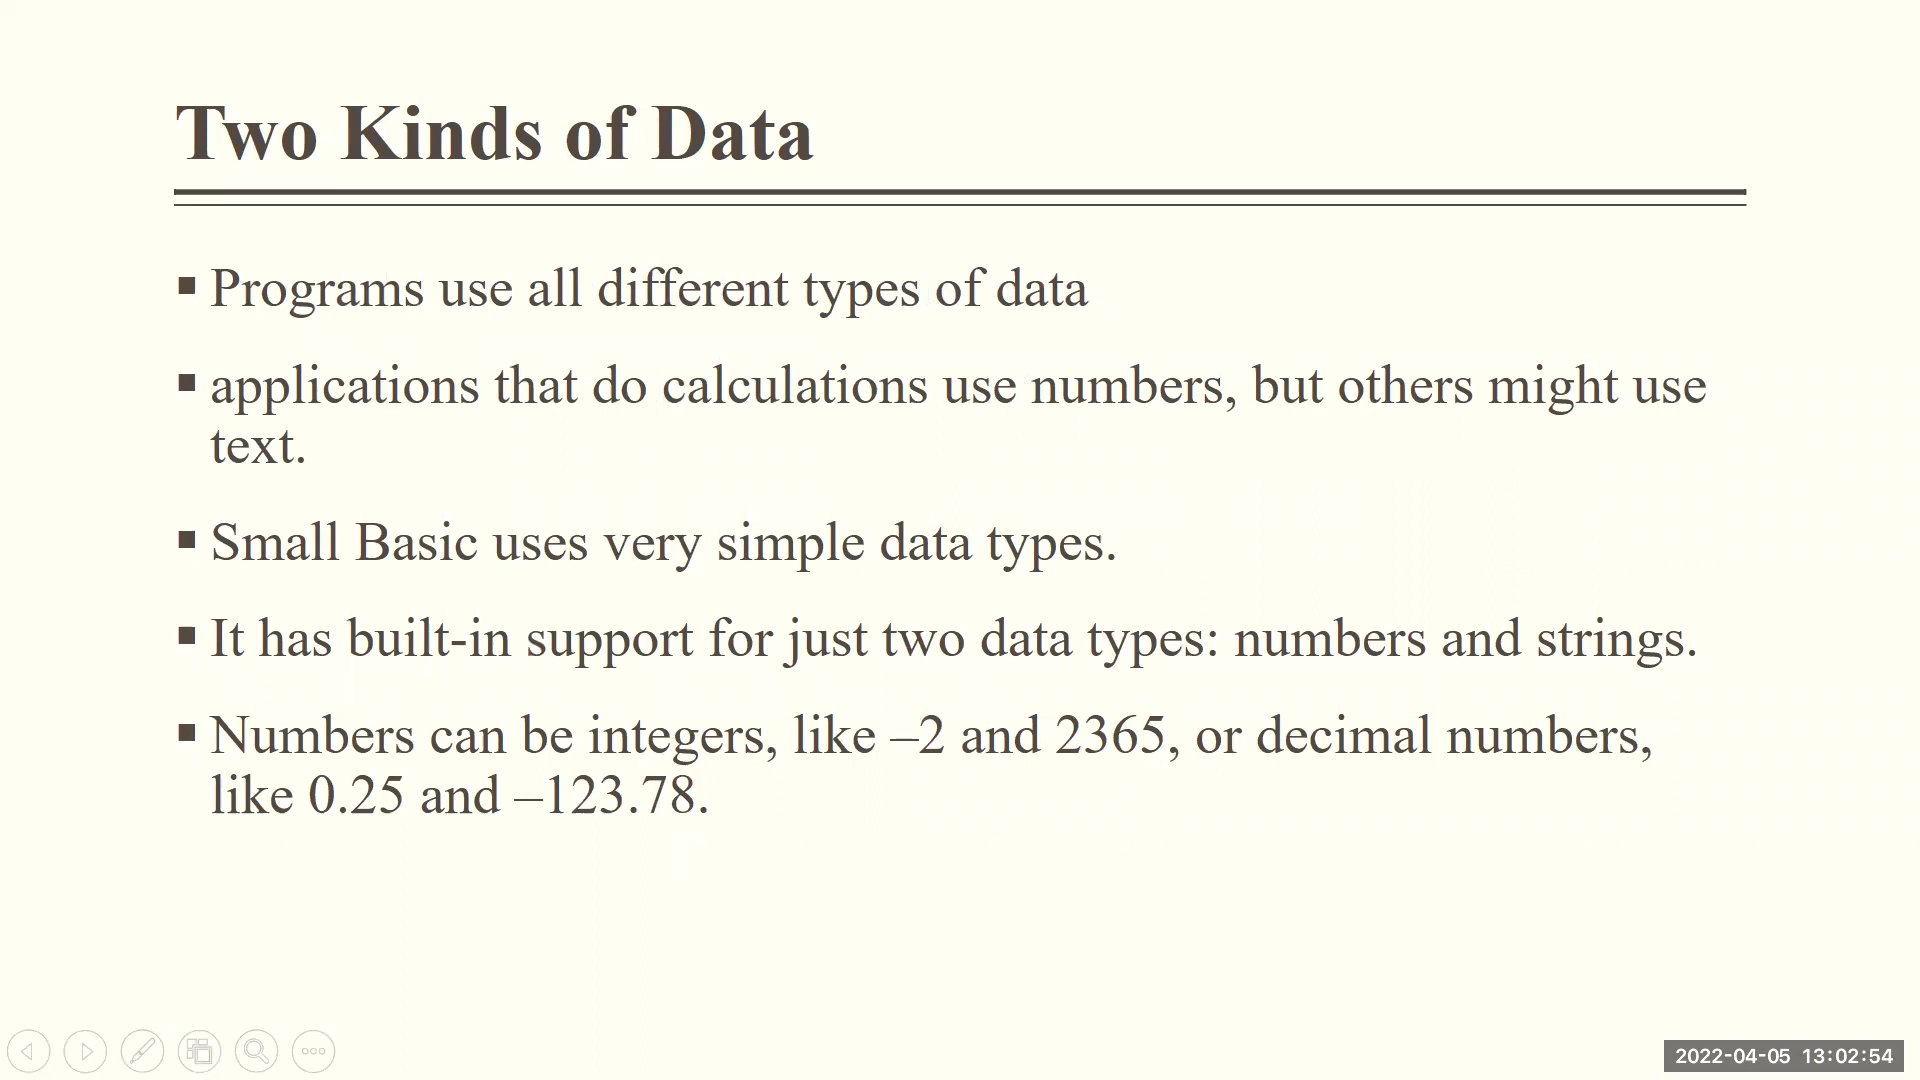 Two Kinds of Data
▪ Programs use all different types of data
▪ applications that do calculations use numbers, but others might use
text.
▪ Small Basic uses very simple data types.
▪ It has built-in support for just two data types: numbers and strings.
▪ Numbers can be integers, like –2 and 2365, or decimal numbers,
like 0.25 and –123.78.
2022-04-05 13:02:54